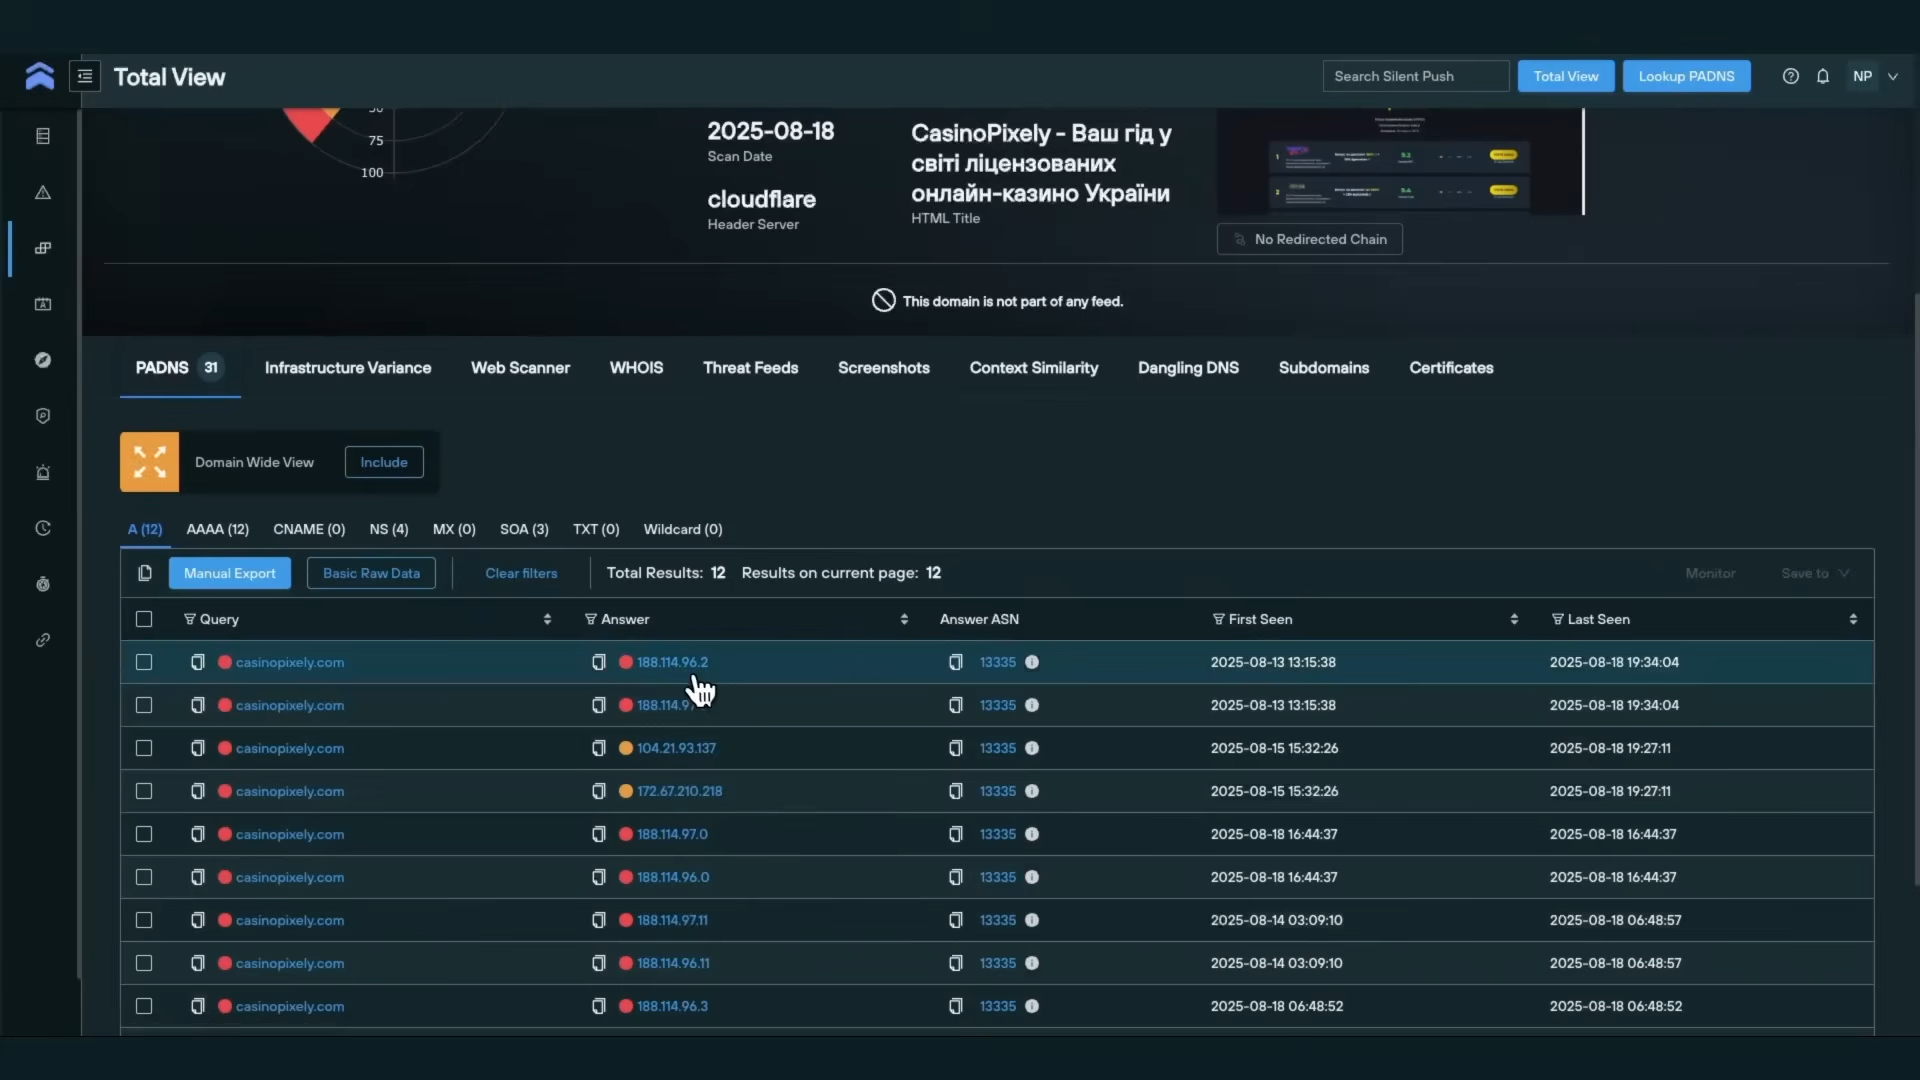 Total View
Search Silent Push
Total View
Lookup PADNS
NP
75
100
2025-08-18
Scan Date
cloudflare
Header Server
CasinoPixely - Ваш гід у
світі ліцензованих
онлайн-казино України
HTML Title
1
2
No Redirected Chain
This domain is not part of any feed.
PADNS 31 Infrastructure Variance Web Scanner WHOIS Threat Feeds Screenshots Context Similarity Dangling DNS Subdomains Certificates
Domain Wide View Include
A (12) AAAA (12) CNAME (0) NS (4) MX (0) SOA (3) TXT (0) Wildcard (0)
Manual Export Basic Raw Data Clear filters Total Results: 12 Results on current page: 12 Monitor Save to
Query Answer Answer ASN First Seen Last Seen
casinopixely.com 188.114.96.2 13335 2025-08-13 13:15:38 2025-08-18 19:34:04
casinopixely.com 13335 2025-08-13 13:15:38 2025-08-18 19:34:04
casinopixely.com 104.21.93.137 13335 2025-08-15 15:32:26 2025-08-18 19:27:11
casinopixely.com 172.67.210.218 13335 2025-08-15 15:32:26 2025-08-18 19:27:11
casinopixely.com 188.114.97.0 13335 2025-08-18 16:44:37 2025-08-18 16:44:37
casinopixely.com 188.114.96.0 13335 2025-08-18 16:44:37 2025-08-18 16:44:37
casinopixely.com 188.114.97.11 13335 2025-08-14 03:09:10 2025-08-18 06:48:57
casinopixely.com 188.114.96.11 13335 2025-08-14 03:09:10 2025-08-18 06:48:57
casinopixely.com 188.114.96.3 13335 2025-08-18 06:48:52 2025-08-18 06:48:52